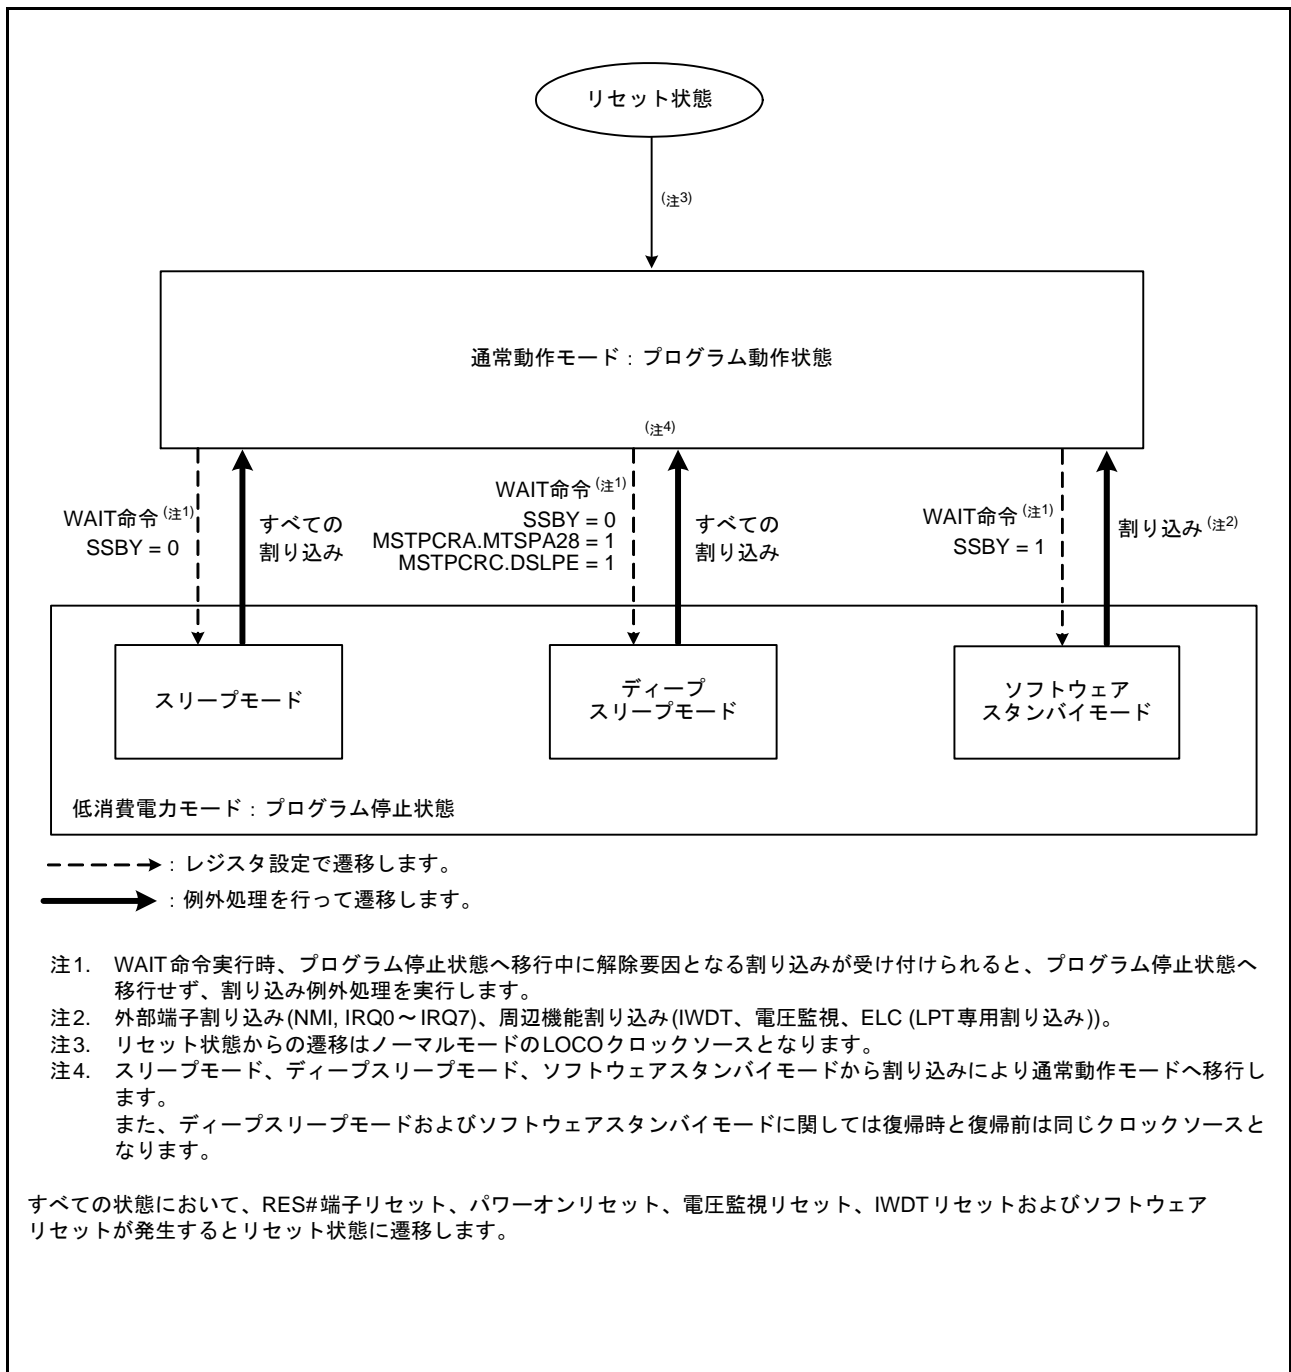 リセット状態
(注3)
通常動作モード : プログラム動作状態
(注4)
WAIT命令 (注1)
SSBY = 0
すべての
割り込み
WAIT命令 (注1)
SSBY = 0
MSTPCRA.MTSPA28 = 1
MSTPCRC.DSLPE = 1
すべての
割り込み
WAIT命令 (注1)
SSBY = 1
割り込み (注2)
スリープモード
ディープ
スリープモード
ソフトウェア
スタンバイモード
低消費電力モード : プログラム停止状態
: レジスタ設定で遷移します。
: 例外処理を行って遷移します。
注1. WAIT命令実行時、プログラム停止状態へ移行中に解除要因となる割り込みが受け付けられると、プログラム停止状態へ
移行せず、割り込み例外処理を実行します。
注2. 外部端子割り込み(NMI, IRQ0～IRQ7)、周辺機能割り込み(IWDT、電圧監視、ELC (LPT専用割り込み))。
注3. リセット状態からの遷移はノーマルモードのLOCOクロックソースとなります。
注4. スリープモード、ディープスリープモード、ソフトウェアスタンバイモードから割り込みにより通常動作モードへ移行し
ます。
また、ディープスリープモードおよびソフトウェアスタンバイモードに関しては復帰時と復帰前は同じクロックソースと
なります。
すべての状態において、RES#端子リセット、パワーオンリセット、電圧監視リセット、IWDTリセットおよびソフトウェア
リセットが発生するとリセット状態に遷移します。